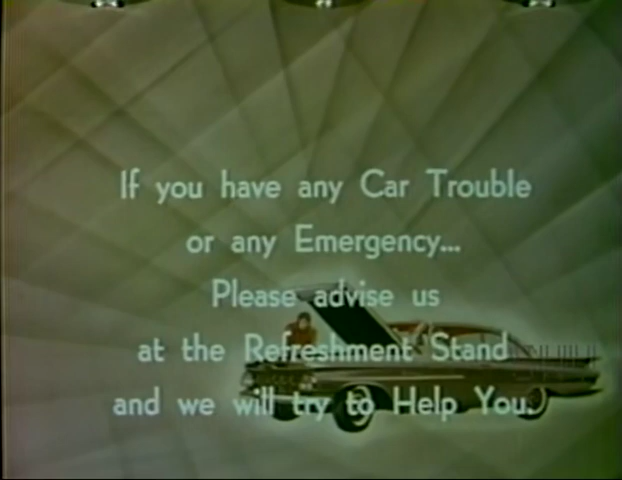 If you have any Car Trouble
or any Emergency...
Please advise us
at the Refreshment Stand
and we will try to Help You.